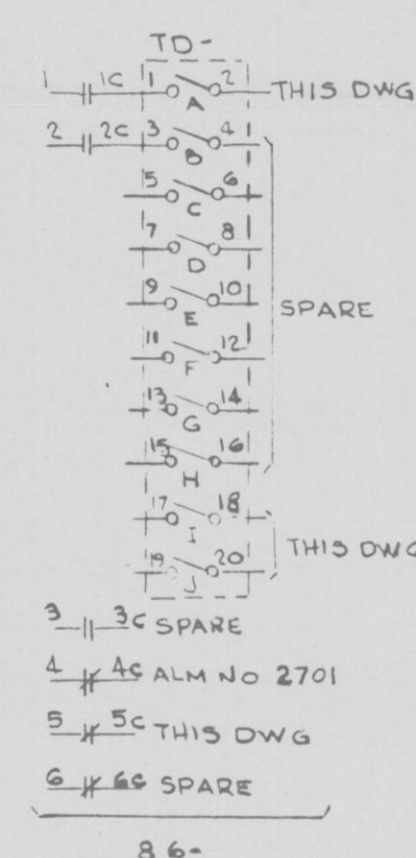 TD-
1 1C 1 2 THIS DWG
A
2 2C 3 4
B
5 6
C
7 8
D
9 10
E
SPARE
11 12
F
13 14
G
15 16
H
17 18
I
THIS DWG
19 20
J
3 3C SPARE
4 4C ALM NO 2701
5 5C THIS DWG
6 6C SPARE
86-